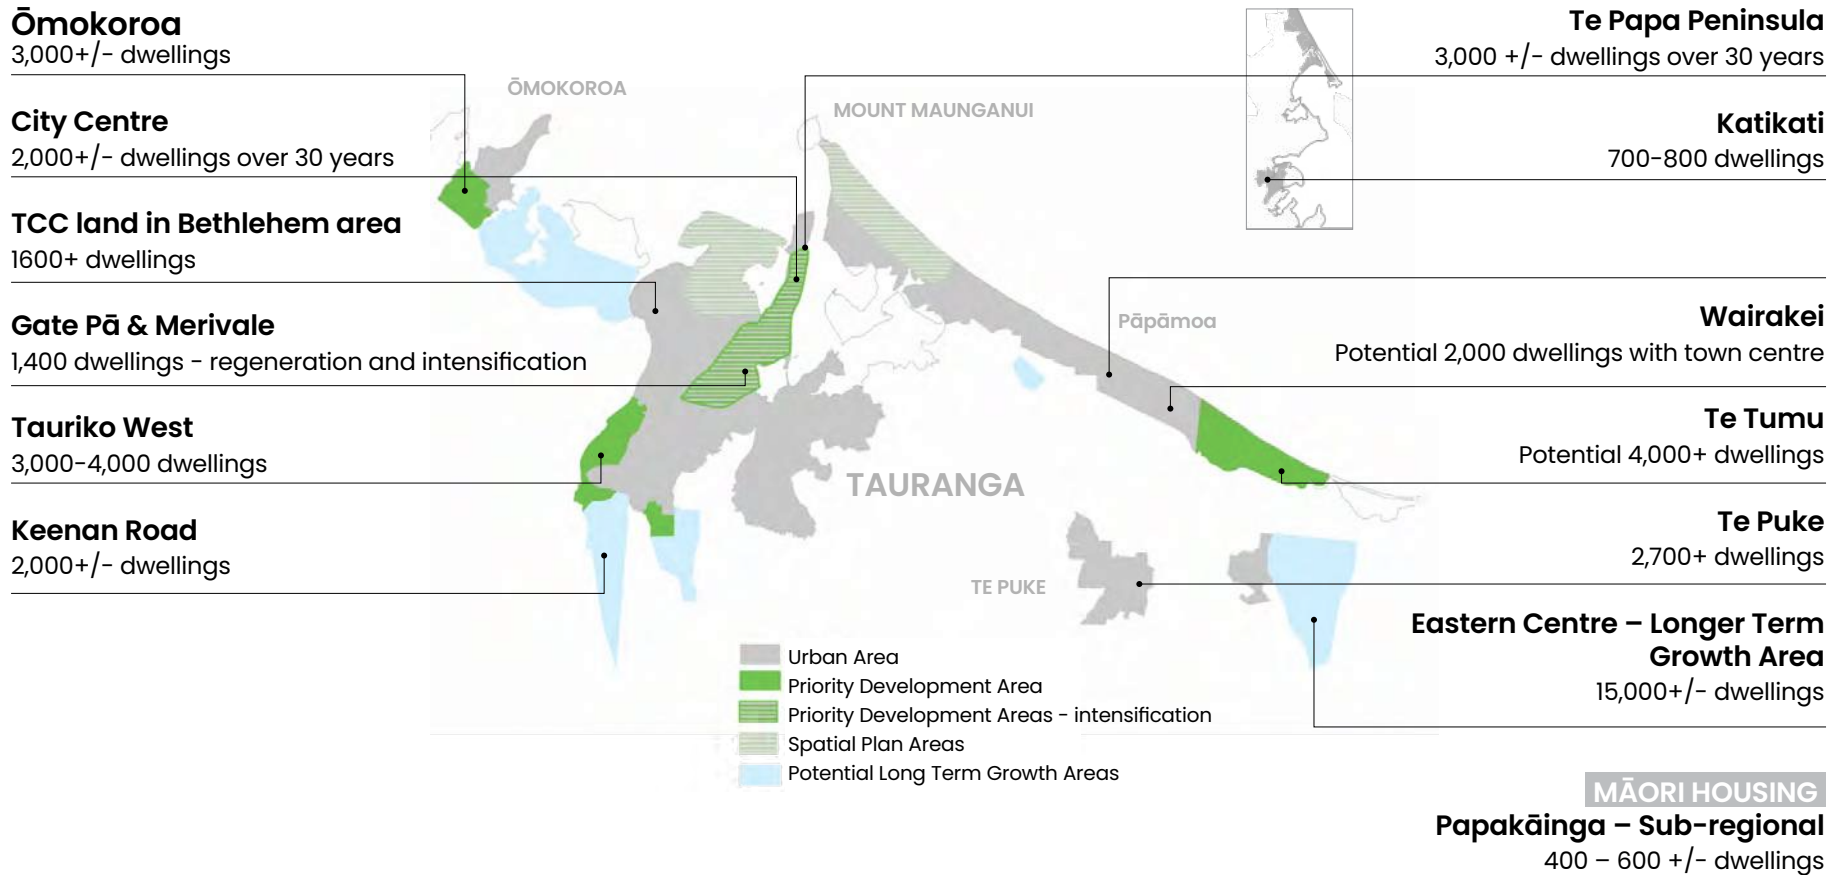 Ōmokoroa
3,000+/- dwellings
City Centre
2,000+/- dwellings over 30 years
TCC land in Bethlehem area
1600+ dwellings
Gate Pā & Merivale
1,400 dwellings - regeneration and intensification
Tauriko West
3,000-4,000 dwellings
Keenan Road
2,000+/- dwellings
ŌMOKOROA
MOUNT MAUNGANUI
Pāpāmoa
TAURANGA
TE PUKE
Urban Area
Priority Development Area
Priority Development Areas - intensification
Spatial Plan Areas
Potential Long Term Growth Areas
Te Papa Peninsula
3,000 +/- dwellings over 30 years
Katikati
700-800 dwellings
Wairakei
Potential 2,000 dwellings with town centre
Te Tumu
Potential 4,000+ dwellings
Te Puke
2,700+ dwellings
Eastern Centre – Longer Term
Growth Area
15,000+/- dwellings
MĀORI HOUSING
Papakāinga – Sub-regional
400 – 600 +/- dwellings